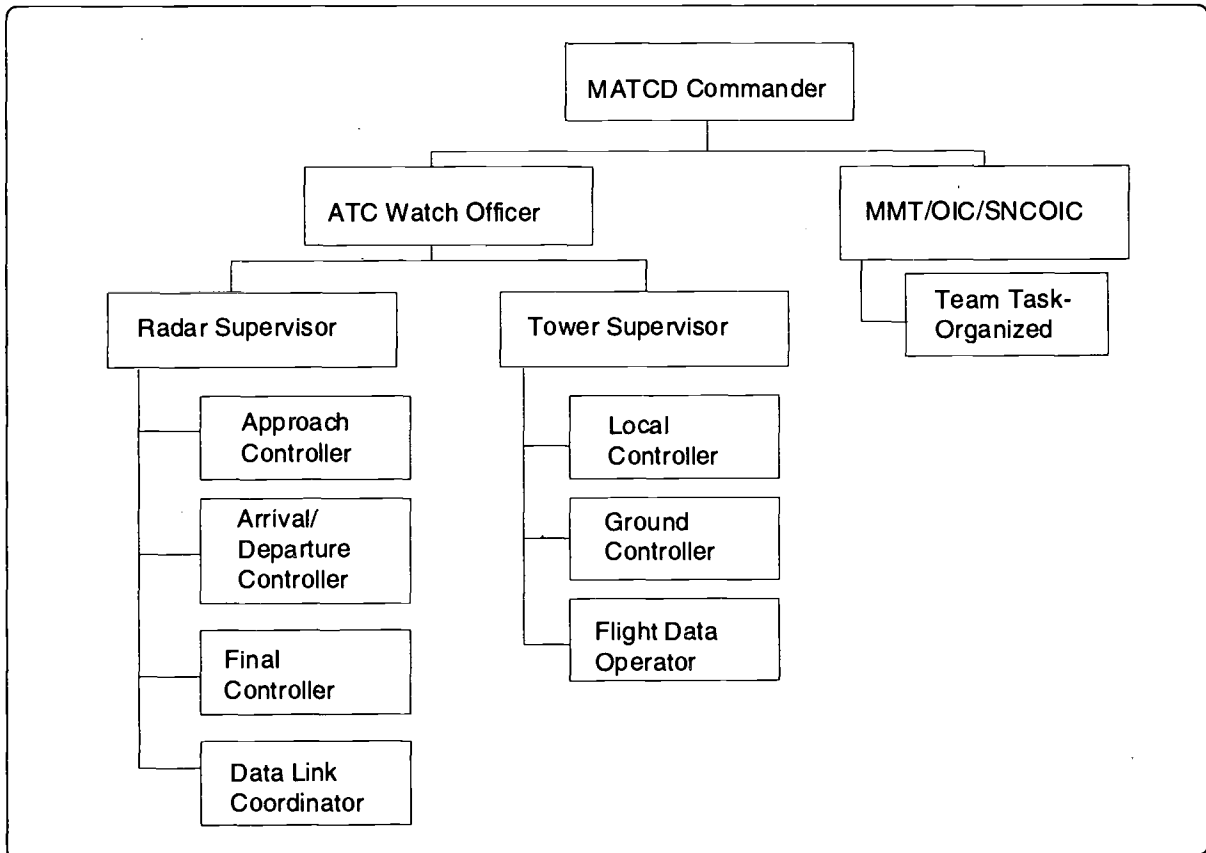 MATCD Commander
ATC Watch Officer
MMT/OIC/SNCOIC
Team Task-
Organized
Radar Supervisor
Tower Supervisor
Approach
Controller
Arrival/
Departure
Controller
Final
Controller
Data Link
Coordinator
Local
Controller
Ground
Controller
Flight Data
Operator